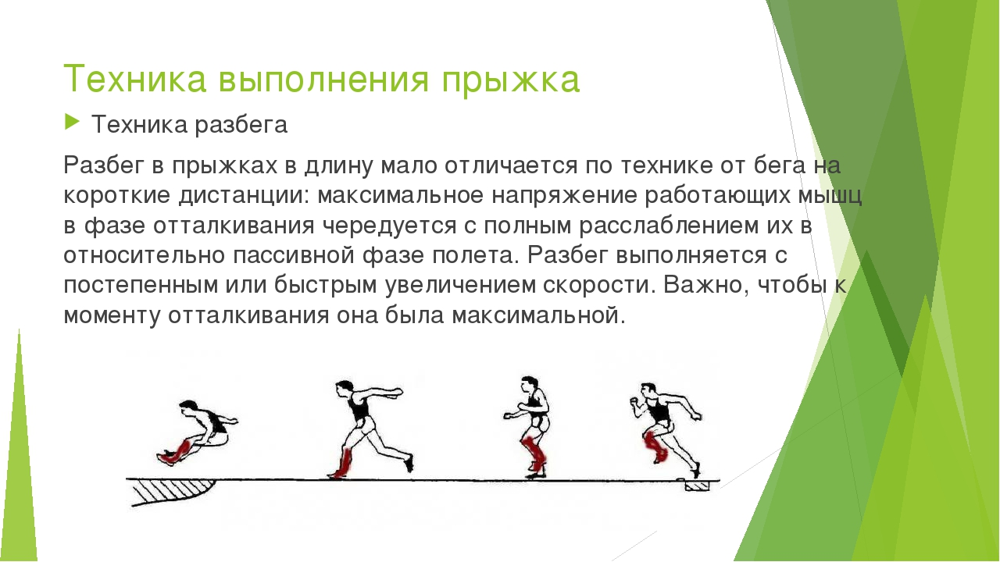 Техника выполнения прыжка
Техника разбега
Разбег в прыжках в длину мало отличается по технике от бега на
короткие дистанции: максимальное напряжение работающих мышц
в фазе отталкивания чередуется с полным расслаблением их в
относительно пассивной фазе полета. Разбег выполняется с
постепенным или быстрым увеличением скорости. Важно, чтобы к
моменту отталкивания она была максимальной.